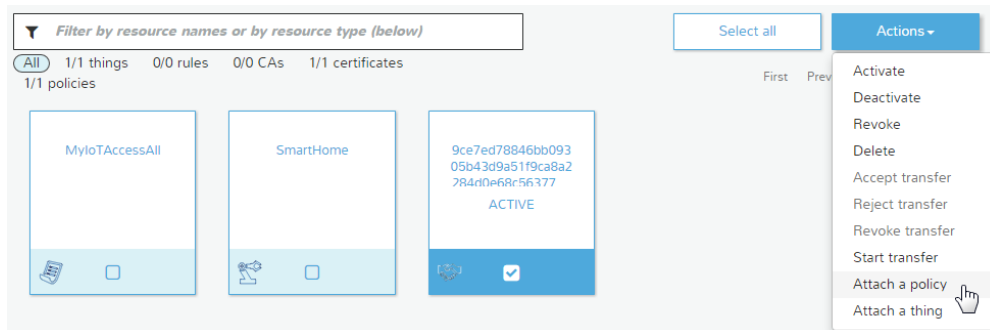 Filter by resource names or by resource type (below)
Select all
Actions
All 1/1 things 0/0 rules 0/0 CAs 1/1 certificates
1/1 policies
First Prev
MyIoTAccessAll
SmartHome
9ce7ed78846bb093
05b43d9a51f9ca8a2
284d0e68c56377
ACTIVE
Activate
Deactivate
Revoke
Delete
Accept transfer
Reject transfer
Revoke transfer
Start transfer
Attach a policy
Attach a thing